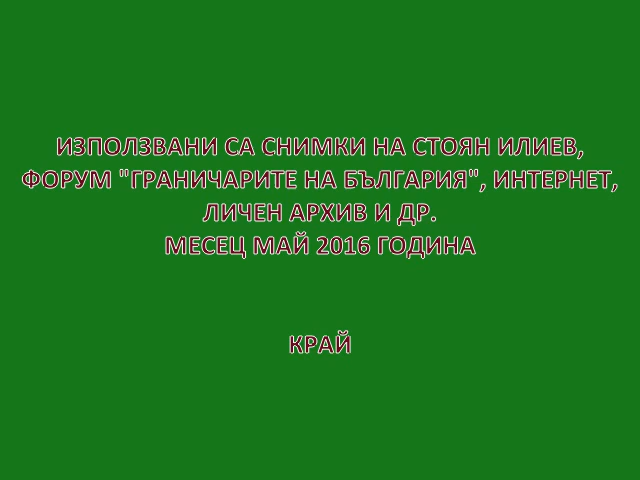 ИЗПОЛЗВАНИ СА СНИМКИ НА СТОЯН ИЛИЕВ,
ФОРУМ "ГРАНИЧАРИТЕ НА БЪЛГАРИЯ", ИНТЕРНЕТ,
ЛИЧЕН АРХИВ И ДР.
МЕСЕЦ МАЙ 2016 ГОДИНА
КРАЙ